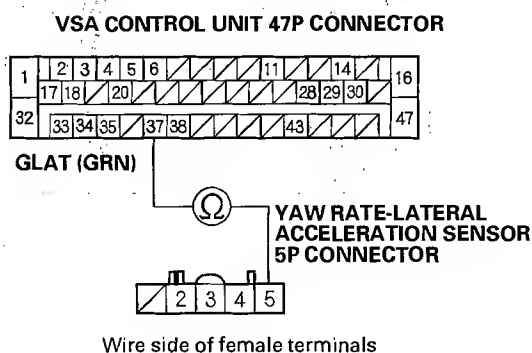 VSA CONTROL UNIT 47P CONNECTOR
1 2 3 4 5 6 11 14 16
17 18 20 28 29 30
32 33 34 35 37 38 43 47
GLAT (GRN)
Ω
YAW RATE-LATERAL
ACCELERATION SENSOR
5P CONNECTOR
2 3 4 5
Wire side of female terminals